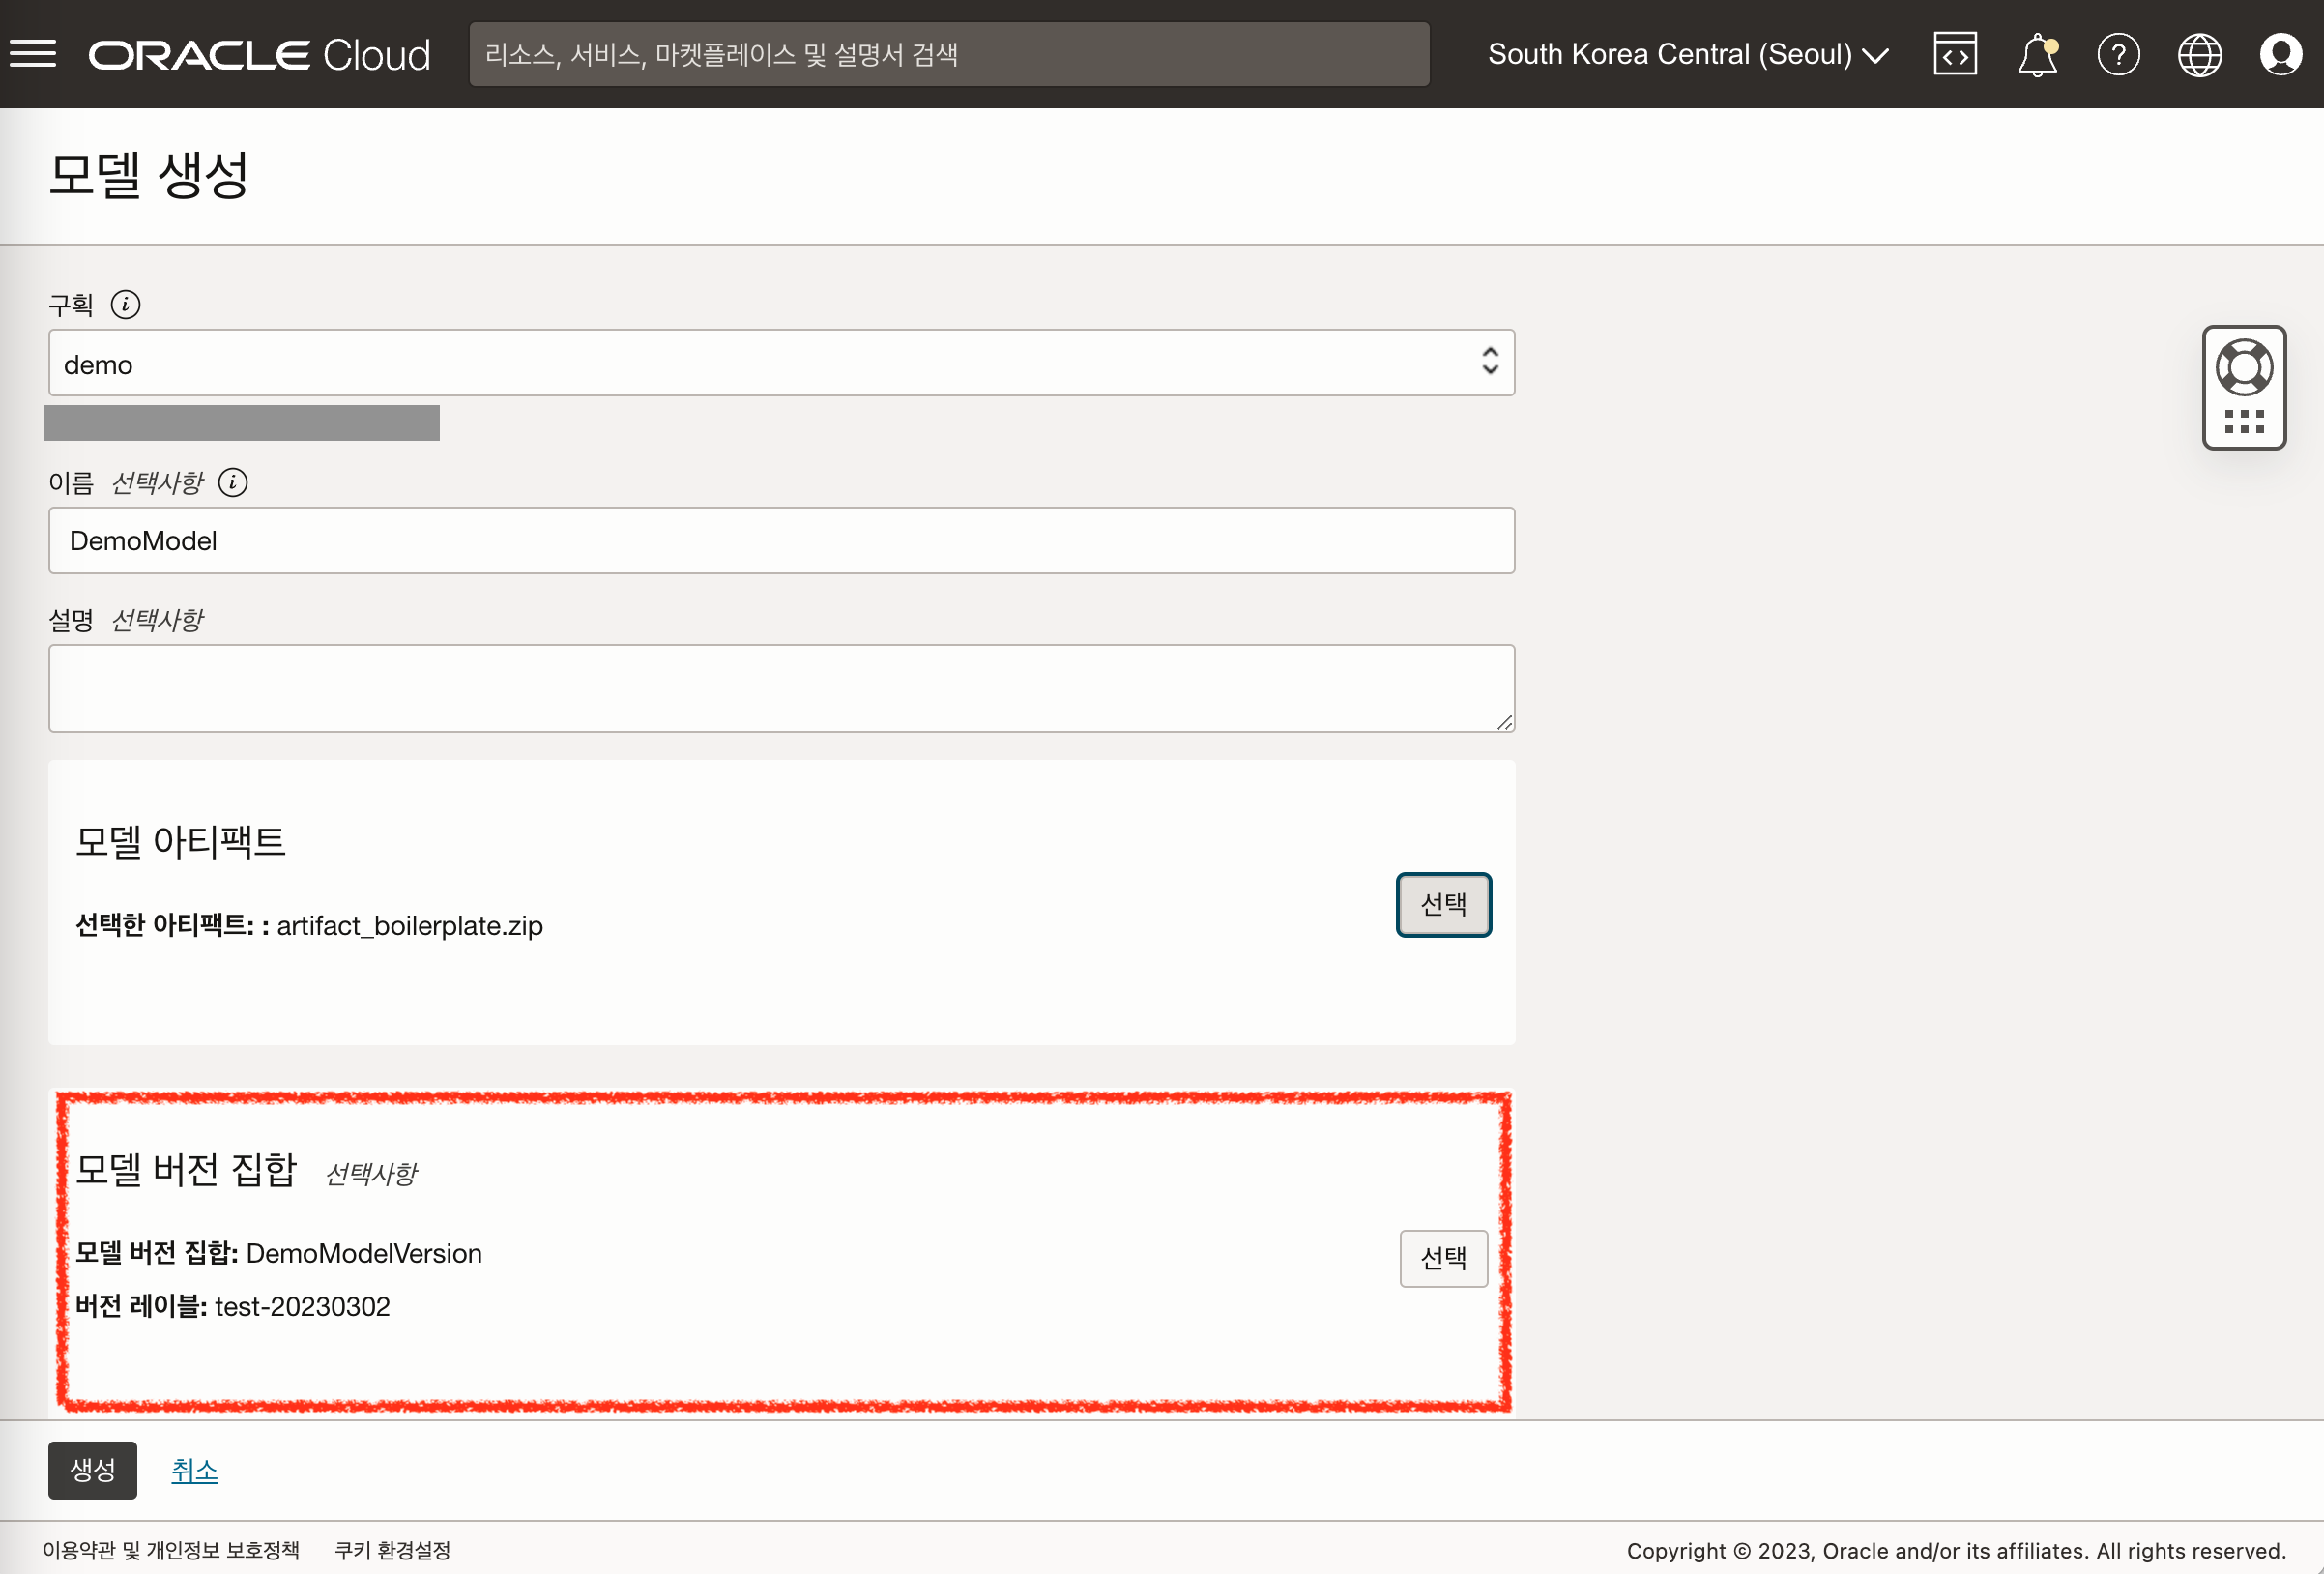 ORACLE Cloud
리소스, 서비스, 마켓플레이스 및 설명서 검색
South Korea Central (Seoul)
모델 생성
구획
demo
이름 선택사항
DemoModel
설명 선택사항
모델 아티팩트
선택한 아티팩트: : artifact_boilerplate.zip
선택
모델 버전 집합 선택사항
모델 버전 집합: DemoModelVersion
선택
버전 레이블: test-20230302
생성 취소
이용약관 및 개인정보 보호정책 쿠키 환경설정
Copyright © 2023, Oracle and/or its affiliates. All rights reserved.